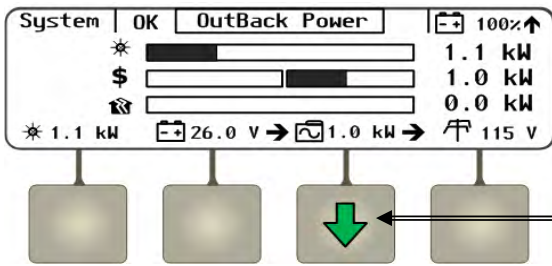 System OK OutBack Power 100%
1.1 kW
$ 1.0 kW
0.0 kW
1.1 kW 26.0 V 1.0 kW 115 V